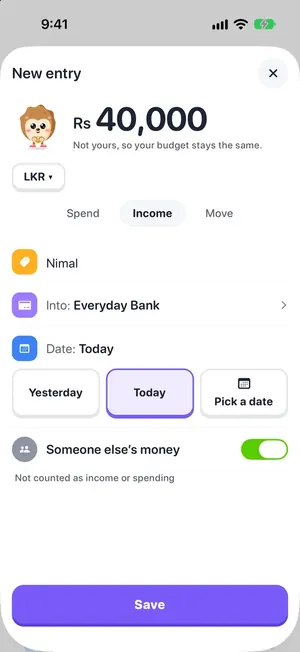 9:41
New entry
Rs 40,000
Not yours, so your budget stays the same.
LKR
Spend Income Move
Nimal
Into: Everyday Bank
Date: Today
Yesterday Today Pick a date
Someone else's money
Not counted as income or spending
Save